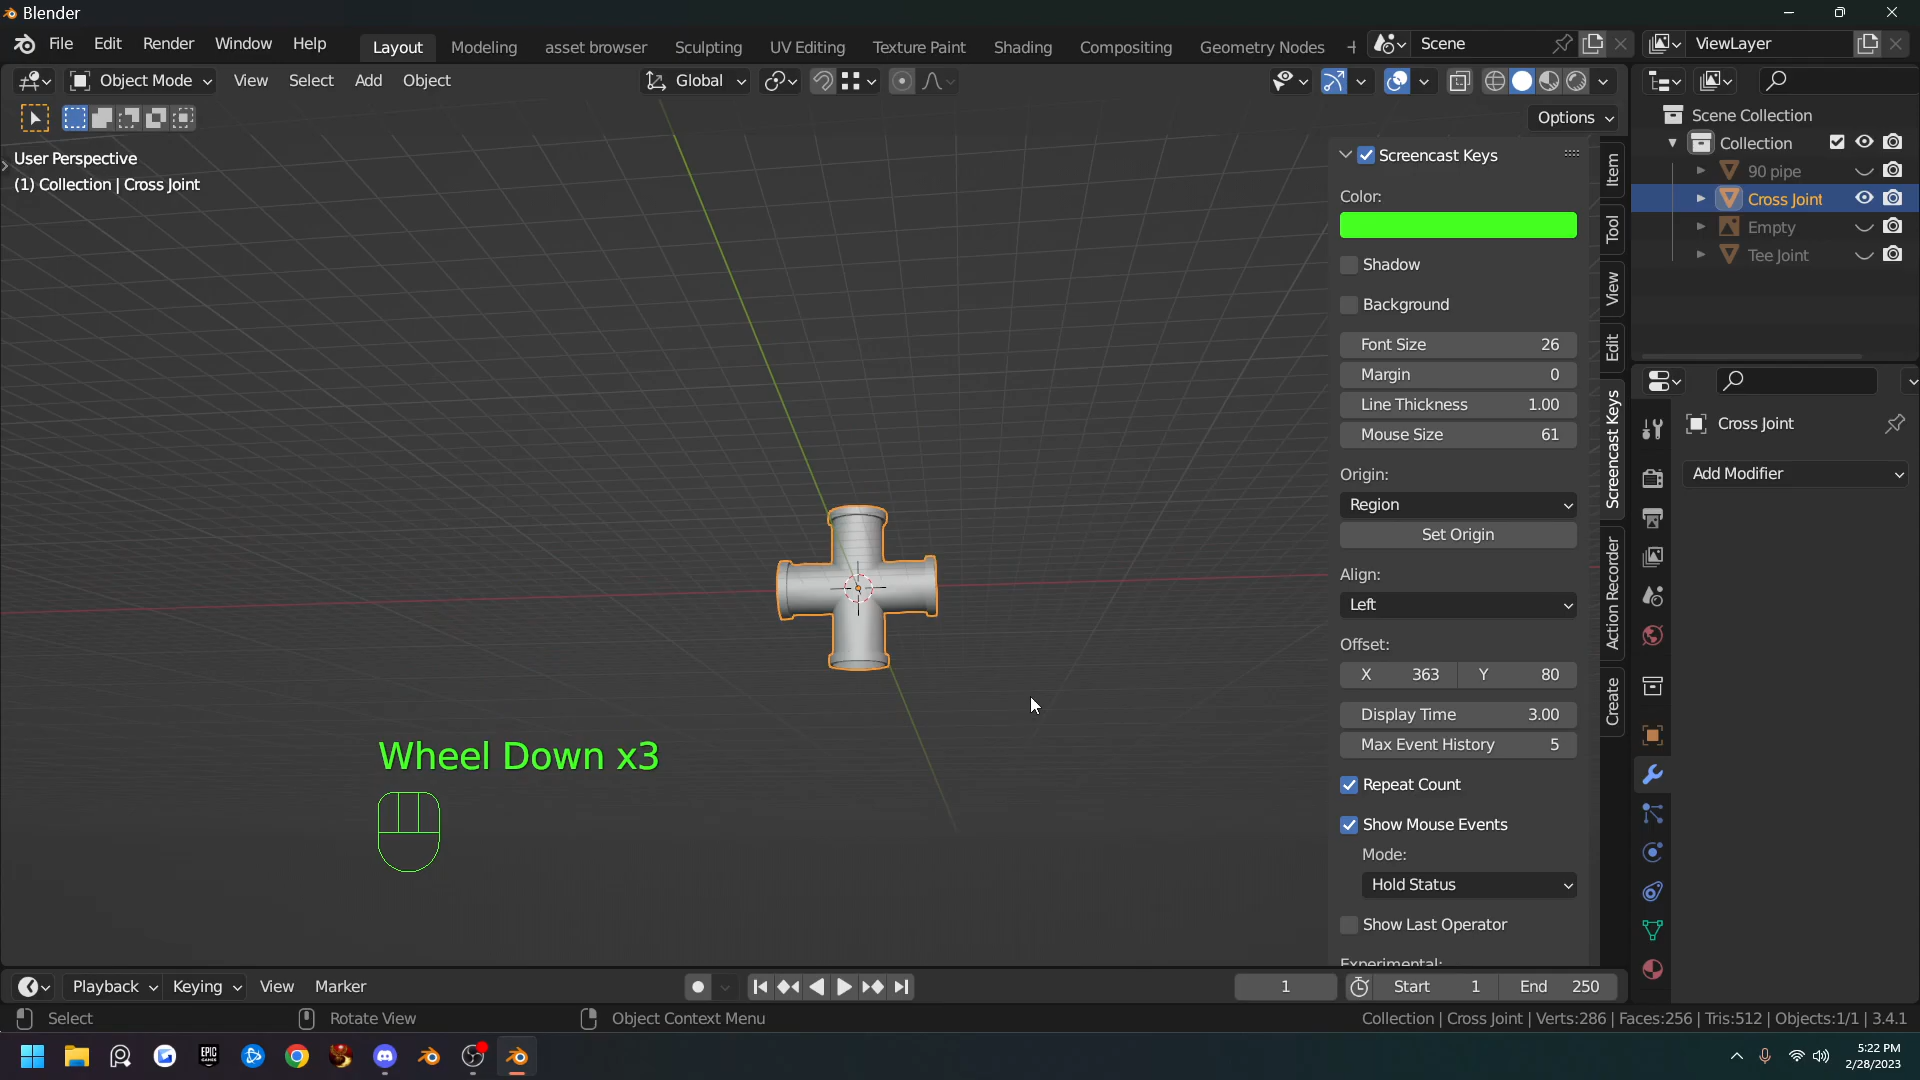 Blender
File Edit Render Window Help Layout Modeling asset browser Sculpting UV Editing Texture Paint Shading Compositing Geometry Nodes Scene ViewLayer
Object Mode View Select Add Object Global
Options
User Perspective
(1) Collection | Cross Joint
Screencast Keys
Color:
Shadow
Background
Font Size 26
Margin 0
Line Thickness 1.00
Mouse Size 61
Origin:
Region
Set Origin
Align:
Left
Offset:
X 363 Y 80
Display Time 3.00
Max Event History 5
Repeat Count
Show Mouse Events
Mode:
Hold Status
Show Last Operator
Experimental:
Item
Tool
View
Edit
Screencast Keys
Action Recorder
Create
Scene Collection
Collection
90 pipe
Cross Joint
Empty
Tee Joint
Cross Joint
Add Modifier
Wheel Down x3
Playback Keying View Marker 1 Start 1 End 250
Select Rotate View Object Context Menu Collection | Cross Joint | Verts:286 | Faces:256 | Tris:512 | Objects:1/1 | 3.4.1
EPIC GAMES
5:22 PM
2/28/2023